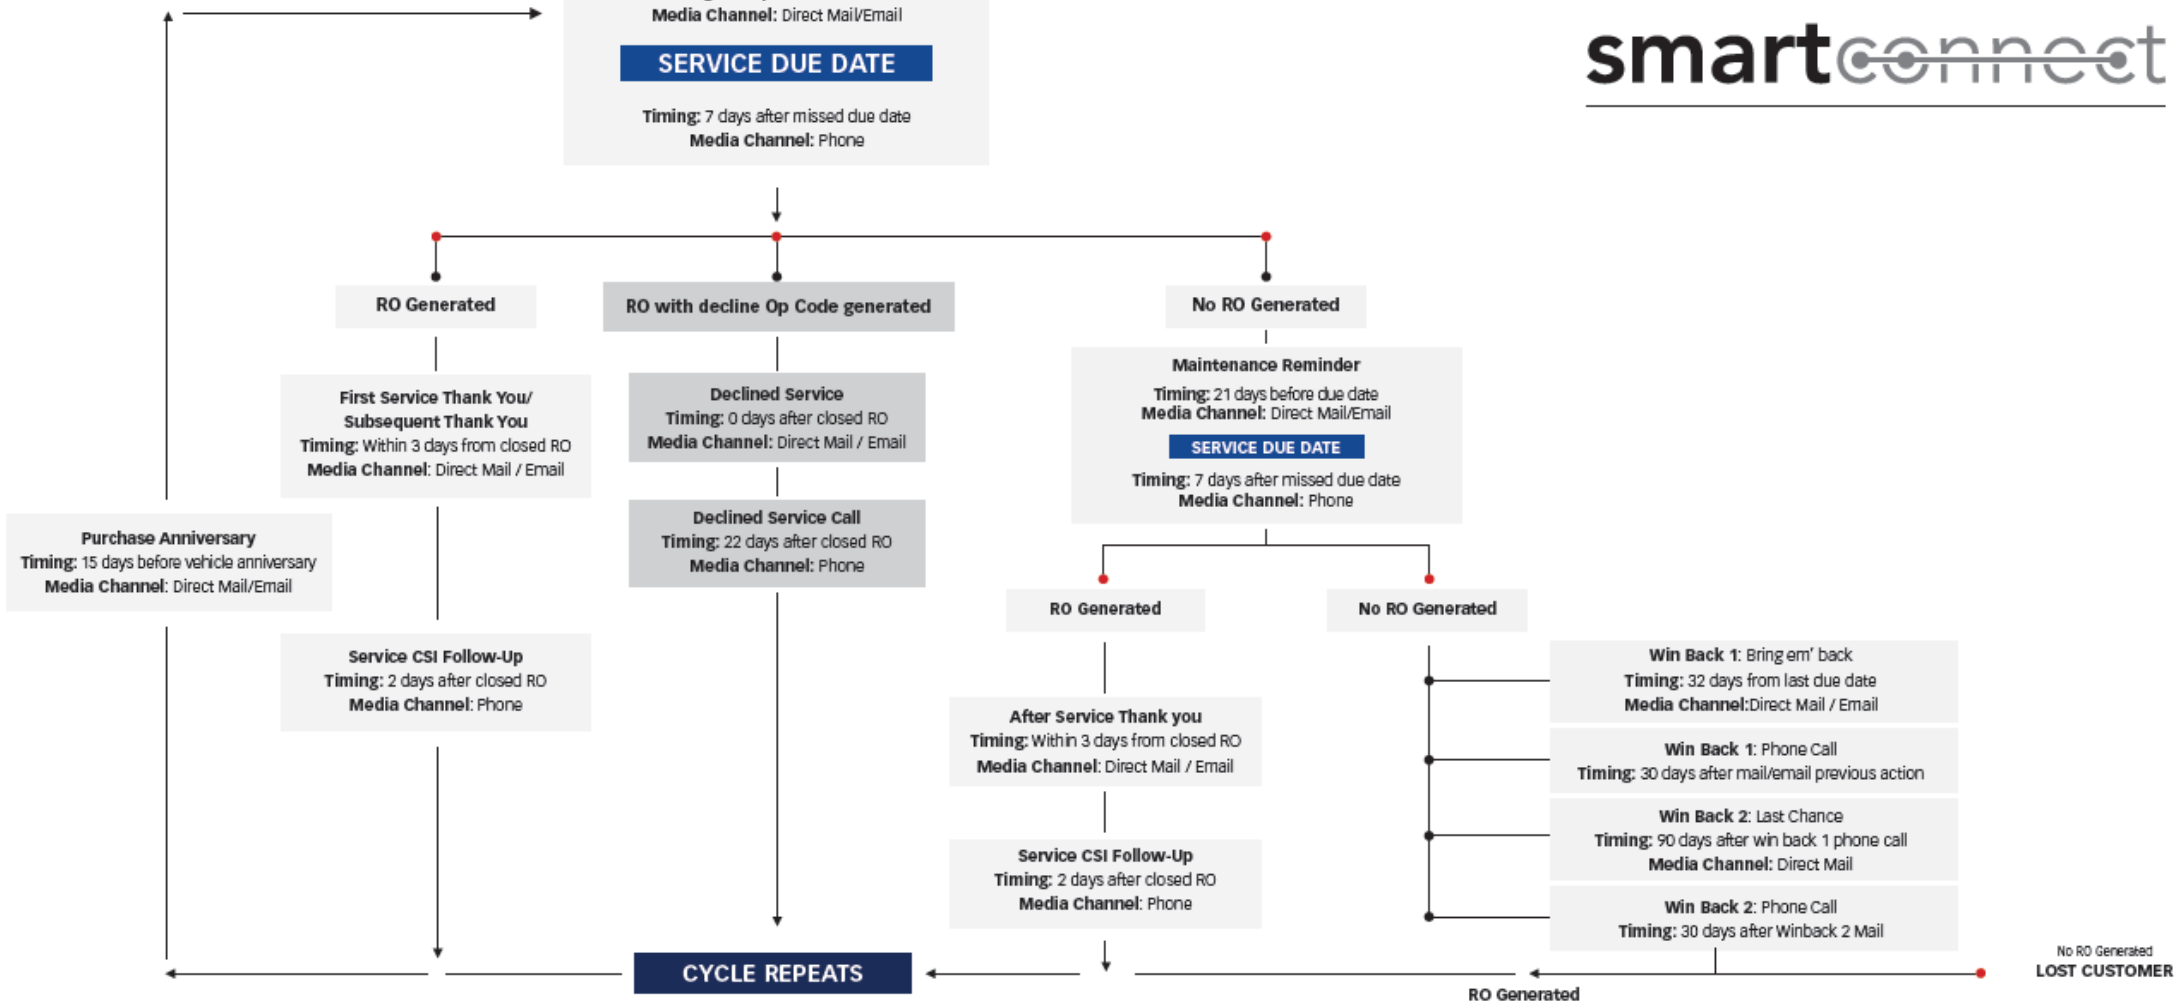 Media Channel: Direct Mail/Email
SERVICE DUE DATE
Timing: 7 days after missed due date
Media Channel: Phone
smartconnect
RO Generated
RO with decline Op Code generated
No RO Generated
First Service Thank You/
Subsequent Thank You
Timing: Within 3 days from closed RO
Media Channel: Direct Mail / Email
Declined Service
Timing: 0 days after closed RO
Media Channel: Direct Mail / Email
Maintenance Reminder
Timing: 21 days before due date
Media Channel: Direct Mail/Email
SERVICE DUE DATE
Timing: 7 days after missed due date
Media Channel: Phone
Purchase Anniversary
Timing: 15 days before vehicle anniversary
Media Channel: Direct Mail/Email
Declined Service Call
Timing: 22 days after closed RO
Media Channel: Phone
RO Generated
No RO Generated
Service CSI Follow-Up
Timing: 2 days after closed RO
Media Channel: Phone
After Service Thank you
Timing: Within 3 days from closed RO
Media Channel: Direct Mail / Email
Service CSI Follow-Up
Timing: 2 days after closed RO
Media Channel: Phone
Win Back 1: Bring em' back
Timing: 32 days from last due date
Media Channel:Direct Mail / Email
Win Back 1: Phone Call
Timing: 30 days after mail/email previous action
Win Back 2: Last Chance
Timing: 90 days after win back 1 phone call
Media Channel: Direct Mail
Win Back 2: Phone Call
Timing: 30 days after Winback 2 Mail
CYCLE REPEATS
RO Generated
No RO Generated
LOST CUSTOMER